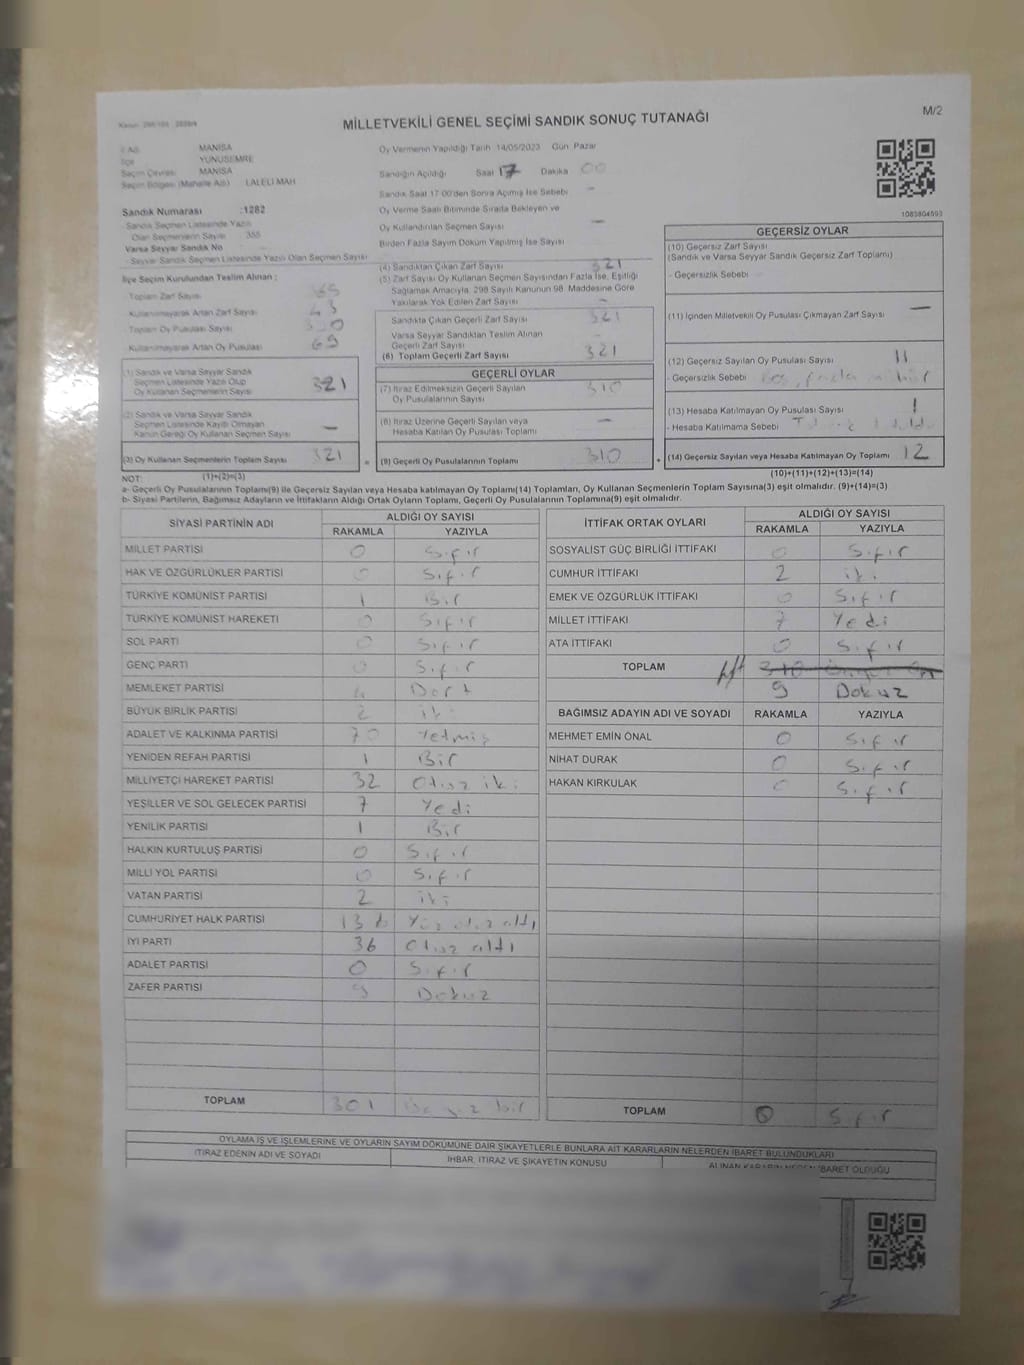 M/2
MİLLETVEKİLİ GENEL SEÇİMİ SANDIK SONUÇ TUTANAĞI
MANİSA
YUNUSEMRE
Seçim Çevresi MANİSA
Seçim Bölgesi (Mahalle Adı) LALELİ MAH.
Sandık Numarası :1282
Sandık Seçmen Listesinde Yazılı
Olan Seçmenlerin Sayısı 355
Varsa Seyyar Sandık No
Seyyar Sandık Seçmen Listesinde Yazılı Olan Seçmen Sayısı
İlçe Seçim Kurulundan Teslim Alınan :
Toplam Zarf Sayısı
Kullanılmayarak Artan Zarf Sayısı
Toplam Oy Pusulası Sayısı
Kullanılmayarak Artan Oy Pusulası 69
(1) Sandık ve Varsa Seyyar Sandık
Seçmen Listesinde Yazılı Olup
Oy Kullanan Seçmenlerin Sayısı 321
(2) Sandık ve Varsa Seyyar Sandık
Seçmen Listesinde Kayıtlı Olmayan
Kanun Gereği Oy Kullanan Seçmen Sayısı —
(3) Oy Kullanan Seçmenlerin Toplam Sayısı 321
Oy Vermenin Yapıldığı Tarih 14/05/2023 Gün Pazar
Sandığın Açıldığı Saat 17 Dakika 00
Sandık Saat 17:00'den Sonra Açılmış İse Sebebi —
Oy Verme Saati Bitiminde Sırada Bekleyen ve
Oy Kullandırılan Seçmen Sayısı —
Birden Fazla Sayım Döküm Yapılmış İse Sayısı
(4) Sandıktan Çıkan Zarf Sayısı 321
(5) Zarf Sayısı Oy Kullanan Seçmen Sayısından Fazla İse, Eşitliği
Sağlamak Amacıyla, 298 Sayılı Kanunun 98. Maddesine Göre
Yakılarak Yok Edilen Zarf Sayısı
Sandıkta Çıkan Geçerli Zarf Sayısı 321
Varsa Seyyar Sandıktan Teslim Alınan
Geçerli Zarf Sayısı
(6) Toplam Geçerli Zarf Sayısı 321
GEÇERLİ OYLAR
(7) İtiraz Edilmeksizin Geçerli Sayılan
Oy Pusulalarının Sayısı 310
(8) İtiraz Üzerine Geçerli Sayılan veya
Hesaba Katılan Oy Pusulası Toplamı —
(9) Geçerli Oy Pusulalarının Toplamı 310
1083804593
GEÇERSİZ OYLAR
(10) Geçersiz Zarf Sayısı
(Sandık ve Varsa Seyyar Sandık Geçersiz Zarf Toplamı)
- Geçersizlik Sebebi
(11) İçinden Milletvekili Oy Pusulası Çıkmayan Zarf Sayısı —
(12) Geçersiz Sayılan Oy Pusulası Sayısı 11
- Geçersizlik Sebebi
(13) Hesaba Katılmayan Oy Pusulası Sayısı 1
- Hesaba Katılmama Sebebi
(14) Geçersiz Sayılan veya Hesaba Katılmayan Oy Toplamı 12
NOT: (1)+(2)=(3) (10)+(11)+(12)+(13)=(14)
a- Geçerli Oy Pusulalarının Toplamı(9) ile Geçersiz Sayılan veya Hesaba katılmayan Oy Toplamı(14) Toplamları, Oy Kullanan Seçmenlerin Toplam Sayısına(3) eşit olmalıdır. (9)+(14)=(3)
b- Siyasi Partilerin, Bağımsız Adayların ve İttifakların Aldığı Ortak Oyların Toplamı, Geçerli Oy Pusulalarının Toplamına(9) eşit olmalıdır.
SİYASİ PARTİNİN ADI ALDIĞI OY SAYISI
RAKAMLA YAZIYLA
MİLLET PARTİSİ 0 Sıfır
HAK VE ÖZGÜRLÜKLER PARTİSİ 0 Sıfır
TÜRKİYE KOMÜNİST PARTİSİ 1 Bir
TÜRKİYE KOMÜNİST HAREKETİ 0 Sıfır
SOL PARTİ 0 Sıfır
GENÇ PARTİ 0 Sıfır
MEMLEKET PARTİSİ 4 Dört
BÜYÜK BİRLİK PARTİSİ 2 iki
ADALET VE KALKINMA PARTİSİ 70 Yetmiş
YENİDEN REFAH PARTİSİ 1 Bir
MİLLİYETÇİ HAREKET PARTİSİ 32 Otuz iki
YEŞİLLER VE SOL GELECEK PARTİSİ 7 Yedi
YENİLİK PARTİSİ 1 Bir
HALKIN KURTULUŞ PARTİSİ 0 Sıfır
MİLLİ YOL PARTİSİ 0 Sıfır
VATAN PARTİSİ 2 iki
CUMHURİYET HALK PARTİSİ 136 Yüz otuz altı
İYİ PARTİ 36 Otuz altı
ADALET PARTİSİ 0 Sıfır
ZAFER PARTİSİ 9 Dokuz
TOPLAM 301 üç yüz bir
İTTİFAK ORTAK OYLARI ALDIĞI OY SAYISI
RAKAMLA YAZIYLA
SOSYALİST GÜÇ BİRLİĞİ İTTİFAKI 0 Sıfır
CUMHUR İTTİFAKI 2 iki
EMEK VE ÖZGÜRLÜK İTTİFAKI 0 Sıfır
MİLLET İTTİFAKI 7 Yedi
ATA İTTİFAKI 0 Sıfır
TOPLAM 310
9 Dokuz
BAĞIMSIZ ADAYIN ADI VE SOYADI RAKAMLA YAZIYLA
MEHMET EMİN ÖNAL 0 Sıfır
NİHAT DURAK 0 Sıfır
HAKAN KIRKULAK 0 Sıfır
TOPLAM 0 Sıfır
OYLAMA İŞ VE İŞLEMLERİNE VE OYLARIN SAYIM DÖKÜMÜNE DAİR ŞİKAYETLERLE BUNLARA AİT KARARLARIN NELERDEN İBARET BULUNDUKLARI
İTİRAZ EDENİN ADI VE SOYADI İHBAR, İTİRAZ VE ŞİKAYETİN KONUSU ALINAN KARARIN NEDEN İBARET OLDUĞU